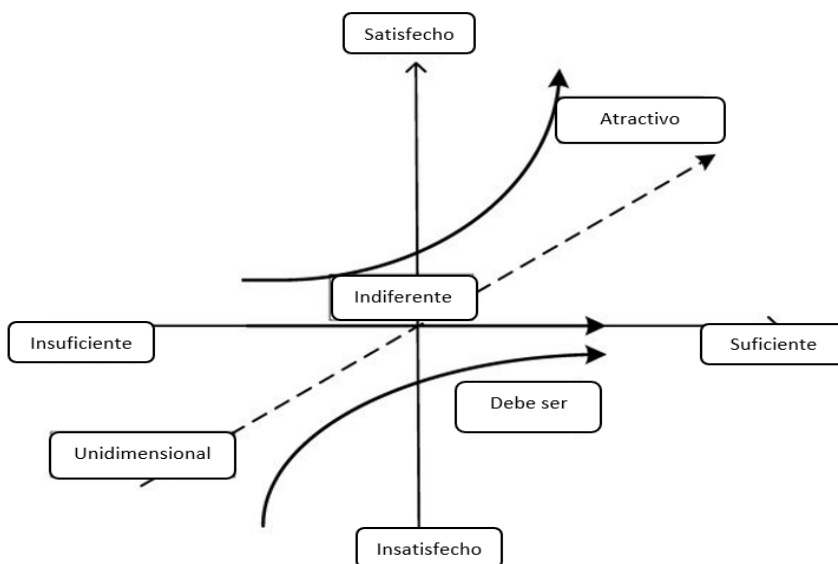 Satisfecho
Atractivo
Indiferente
Insuficiente
Suficiente
Debe ser
Unidimensional
Insatisfecho